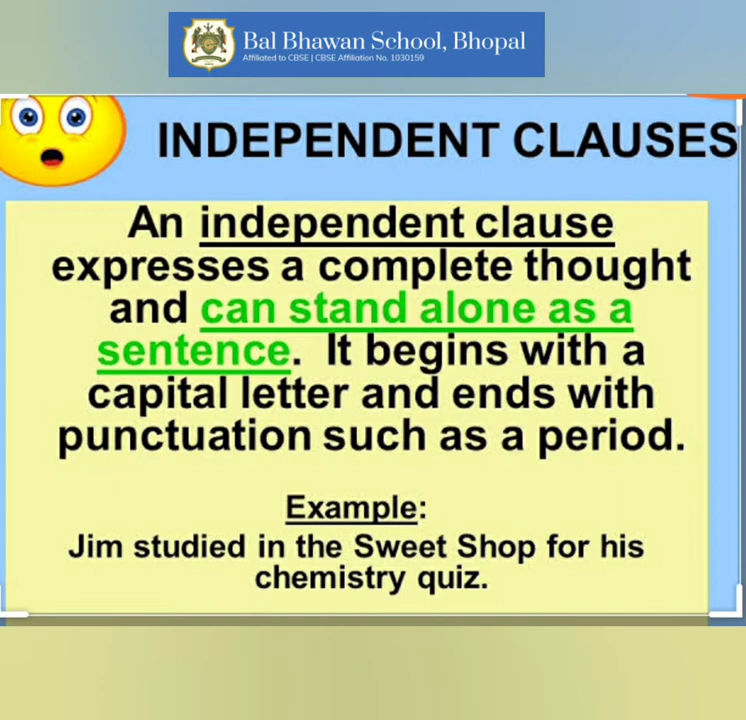 Bal Bhawan School, Bhopal
Affiliated to CBSE | CBSE Affiliation No. 1030159
INDEPENDENT CLAUSES
An independent clause
expresses a complete thought
and can stand alone as a
sentence. It begins with a
capital letter and ends with
punctuation such as a period.
Example:
Jim studied in the Sweet Shop for his
chemistry quiz.